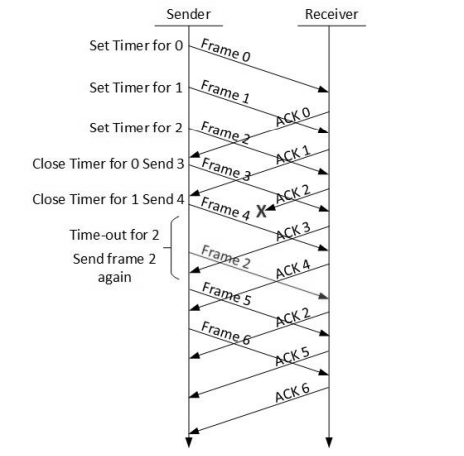 Sender
Receiver
Set Timer for 0
Frame 0
Set Timer for 1
Frame 1
ACK 0
Set Timer for 2
Frame 2
ACK 1
Close Timer for 0 Send 3
Frame 3
ACK 2
Close Timer for 1 Send 4
Frame 4
X
ACK 3
Time-out for 2
Send frame 2
again
Frame 2
ACK 4
Frame 5
ACK 2
Frame 6
ACK 5
ACK 6